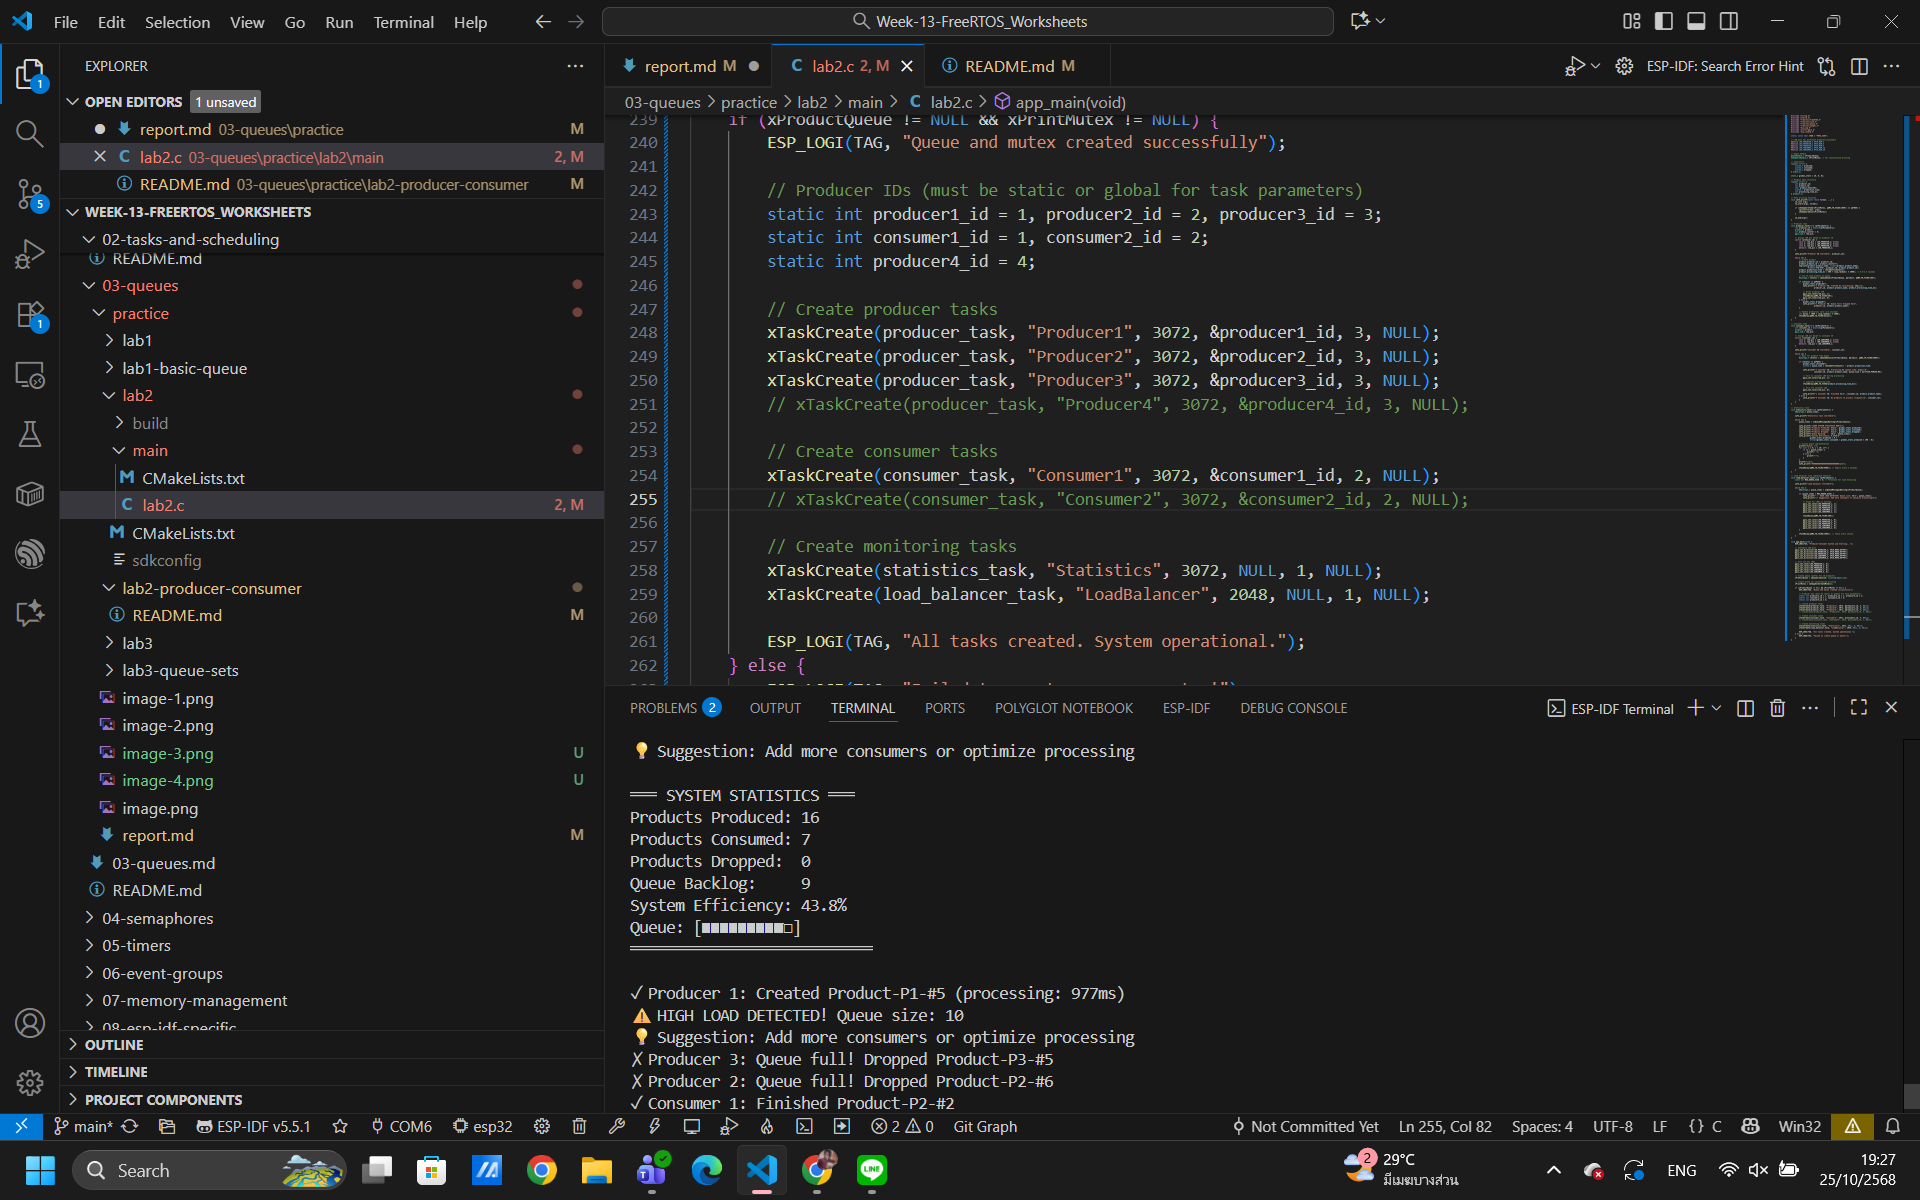 File Edit Selection View Go Run Terminal Help
Week-13-FreeRTOS_Worksheets
EXPLORER
OPEN EDITORS 1 unsaved
report.md 03-queues\practice M
lab2.c 03-queues\practice\lab2\main 2, M
README.md 03-queues\practice\lab2-producer-consumer M
WEEK-13-FREERTOS_WORKSHEETS
02-tasks-and-scheduling
README.md
03-queues
practice
lab1
lab1-basic-queue
lab2
build
main
CMakeLists.txt
lab2.c 2, M
CMakeLists.txt
sdkconfig
lab2-producer-consumer
README.md M
lab3
lab3-queue-sets
image-1.png
image-2.png
image-3.png U
image-4.png U
image.png
report.md M
03-queues.md
README.md
04-semaphores
05-timers
06-event-groups
07-memory-management
08-esp-idf-specific
OUTLINE
TIMELINE
PROJECT COMPONENTS
1
5
1
report.md M
lab2.c 2, M
README.md M
ESP-IDF: Search Error Hint
03-queues > practice > lab2 > main > C lab2.c > app_main(void)
239 if (xProductQueue != NULL && xPrintMutex != NULL) {
240 ESP_LOGI(TAG, "Queue and mutex created successfully");
241
242 // Producer IDs (must be static or global for task parameters)
243 static int producer1_id = 1, producer2_id = 2, producer3_id = 3;
244 static int consumer1_id = 1, consumer2_id = 2;
245 static int producer4_id = 4;
246
247 // Create producer tasks
248 xTaskCreate(producer_task, "Producer1", 3072, &producer1_id, 3, NULL);
249 xTaskCreate(producer_task, "Producer2", 3072, &producer2_id, 3, NULL);
250 xTaskCreate(producer_task, "Producer3", 3072, &producer3_id, 3, NULL);
251 // xTaskCreate(producer_task, "Producer4", 3072, &producer4_id, 3, NULL);
252
253 // Create consumer tasks
254 xTaskCreate(consumer_task, "Consumer1", 3072, &consumer1_id, 2, NULL);
255 // xTaskCreate(consumer_task, "Consumer2", 3072, &consumer2_id, 2, NULL);
256
257 // Create monitoring tasks
258 xTaskCreate(statistics_task, "Statistics", 3072, NULL, 1, NULL);
259 xTaskCreate(load_balancer_task, "LoadBalancer", 2048, NULL, 1, NULL);
260
261 ESP_LOGI(TAG, "All tasks created. System operational.");
262 } else {
PROBLEMS 2 OUTPUT TERMINAL PORTS POLYGLOT NOTEBOOK ESP-IDF DEBUG CONSOLE
ESP-IDF Terminal
💡 Suggestion: Add more consumers or optimize processing
═══ SYSTEM STATISTICS ═══
Products Produced: 16
Products Consumed: 7
Products Dropped: 0
Queue Backlog: 9
System Efficiency: 43.8%
Queue: [■■■■■■■■■□]
═══════════════════════════
✓ Producer 1: Created Product-P1-#5 (processing: 977ms)
⚠️ HIGH LOAD DETECTED! Queue size: 10
💡 Suggestion: Add more consumers or optimize processing
✗ Producer 3: Queue full! Dropped Product-P3-#5
✗ Producer 2: Queue full! Dropped Product-P2-#6
✓ Consumer 1: Finished Product-P2-#2
main* ESP-IDF v5.5.1 COM6 esp32 2 0 Git Graph Not Committed Yet Ln 255, Col 82 Spaces: 4 UTF-8 LF {} C Win32
Search
2 29°C
มีเมฆบางส่วน
ENG
19:27
25/10/2568